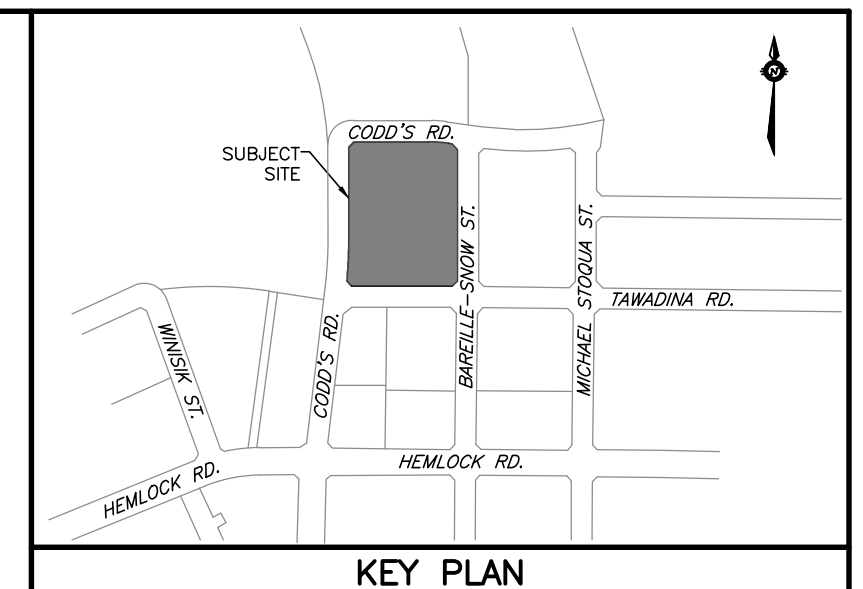 N
CODD'S RD.
SUBJECT
SITE
BAREILLE-SNOW ST.
MICHAEL STOQUA ST.
TAWADINA RD.
WINISIK ST.
CODD'S RD.
HEMLOCK RD.
HEMLOCK RD.
KEY PLAN